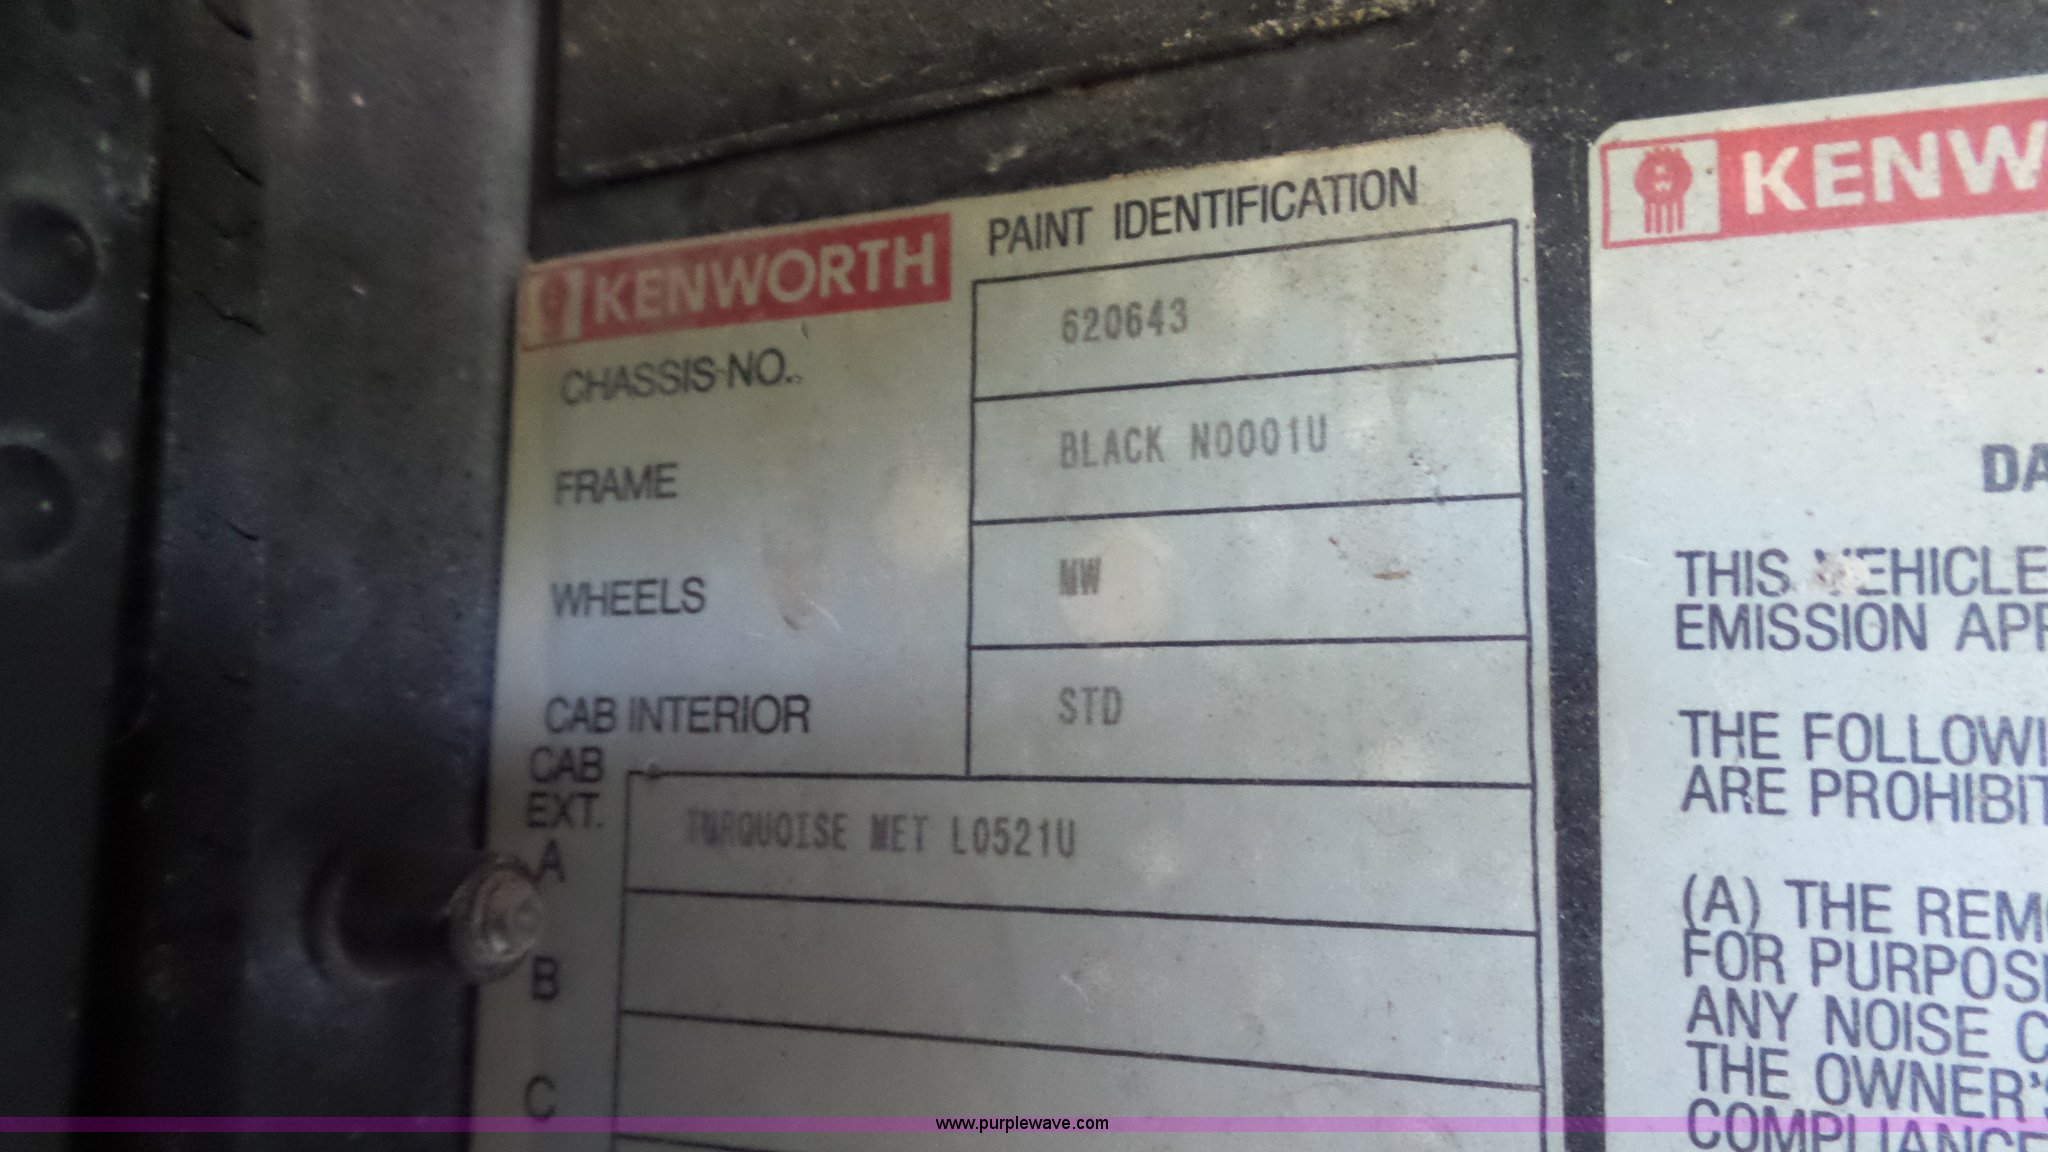 KENWORTH PAINT IDENTIFICATION
CHASSIS NO. 620643
FRAME BLACK N0001U
WHEELS MW
CAB INTERIOR STD
CAB
EXT.
A TURQUOISE MET L0521U
B
C
KENW
DA
THIS VEHICLE
EMISSION
THE FOLLOWI
ARE PROHIBIT
(A) THE REM
FOR PURPOS
ANY NOISE C
THE OWNER'S
COMPLIANCE
www.purplewave.com